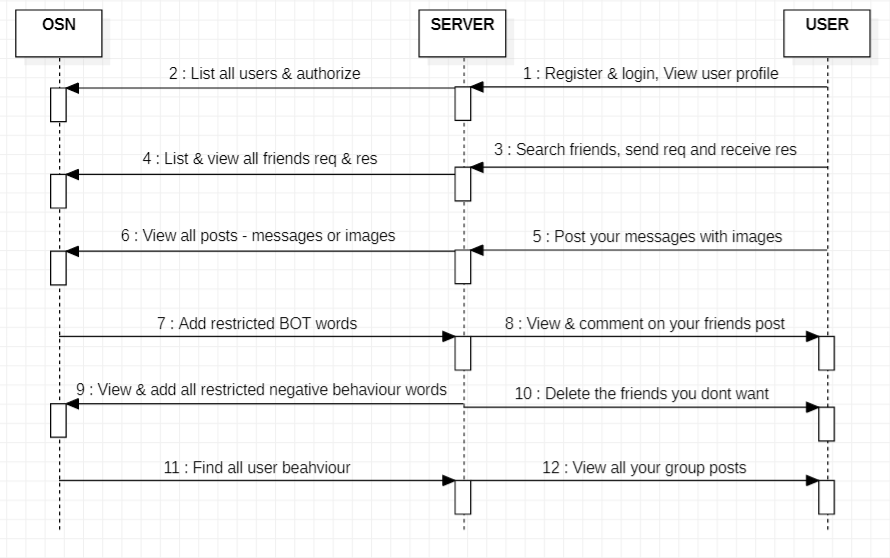 OSN
SERVER
USER
2 : List all users & authorize
1 : Register & login, View user profile
4 : List & view all friends req & res
3 : Search friends, send req and receive res
6 : View all posts - messages or images
5 : Post your messages with images
7 : Add restricted BOT words
8 : View & comment on your friends post
9 : View & add all restricted negative behaviour words
10 : Delete the friends you dont want
11 : Find all user beahviour
12 : View all your group posts